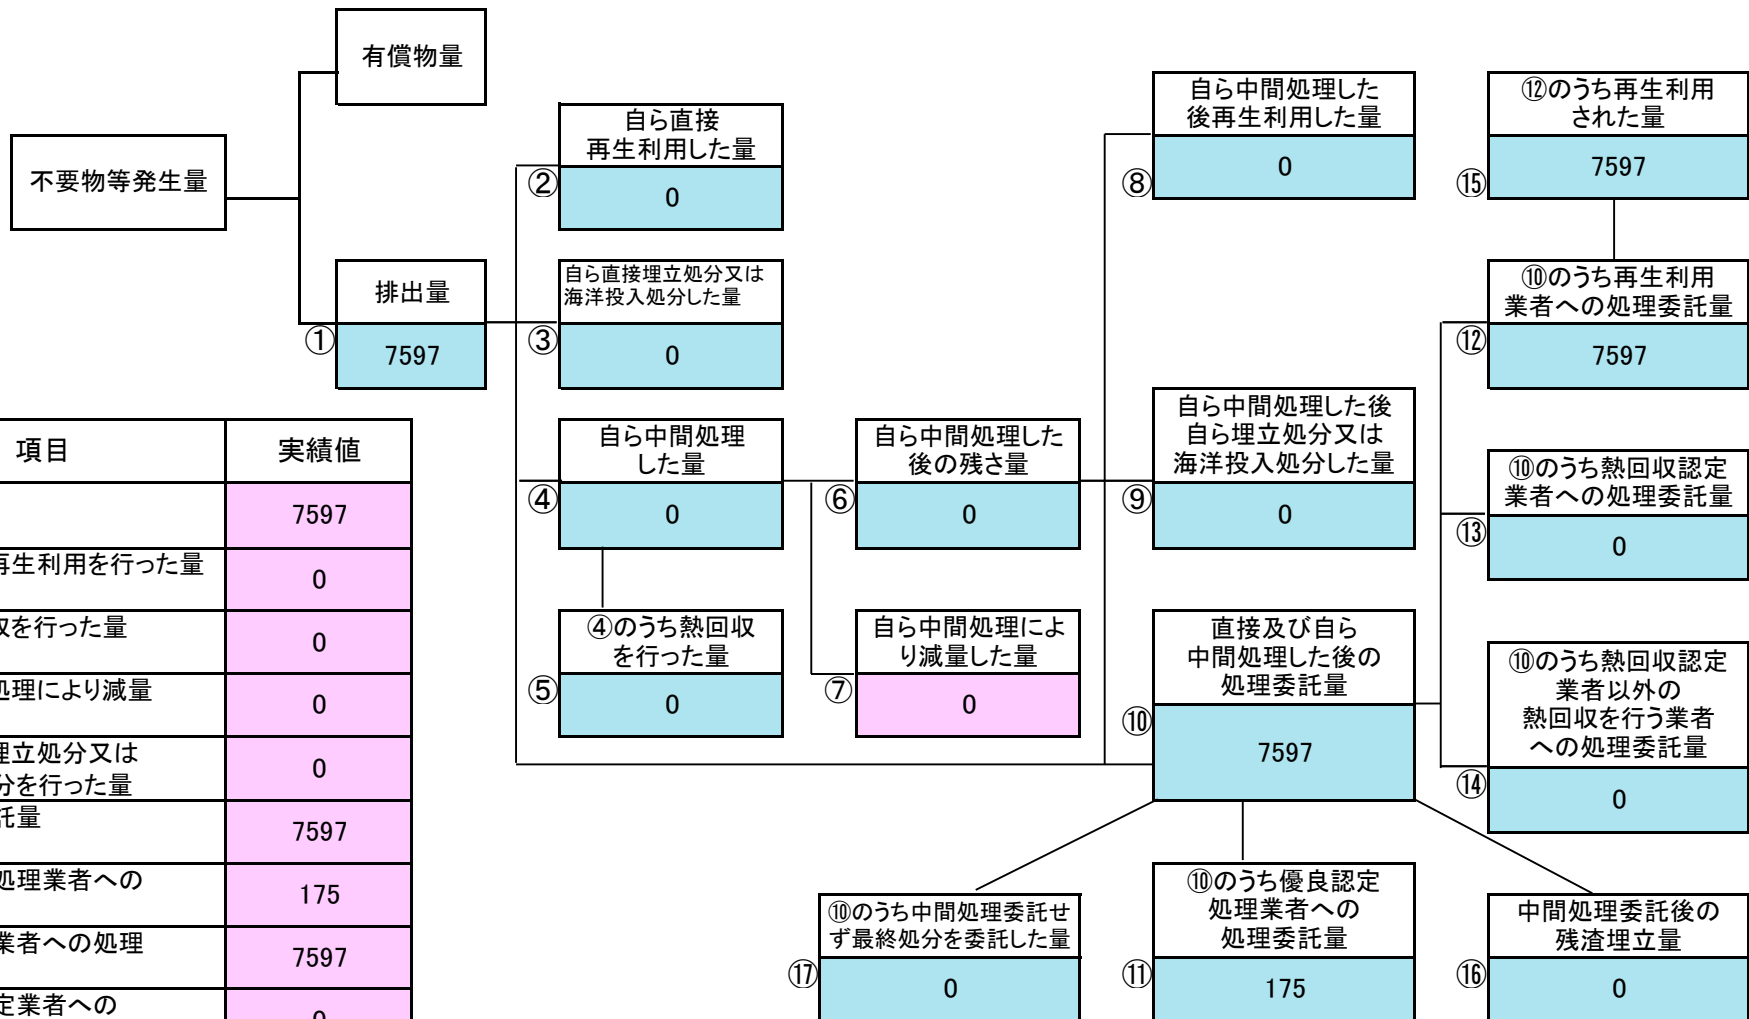 有償物量
不要物等発生量
排出量
①
7597
自ら直接
再生利用した量
②
0
自ら直接埋立処分又は
海洋投入処分した量
③
0
自ら中間処理
した量
④
0
④のうち熱回収
を行った量
⑤
0
自ら中間処理した
後の残さ量
⑥
0
自ら中間処理によ
り減量した量
⑦
0
自ら中間処理した
後再生利用した量
⑧
0
自ら中間処理した後
自ら埋立処分又は
海洋投入処分した量
⑨
0
直接及び自ら
中間処理した後の
処理委託量
⑩
7597
⑫のうち再生利用
された量
⑮
7597
⑩のうち再生利用
業者への処理委託量
⑫
7597
⑩のうち熱回収認定
業者への処理委託量
⑬
0
⑩のうち熱回収認定
業者以外の
熱回収を行う業者
への処理委託量
⑭
0
⑩のうち中間処理委託せ
ず最終処分を委託した量
⑰
0
⑩のうち優良認定
処理業者への
処理委託量
⑪
175
中間処理委託後の
残渣埋立量
⑯
0
項目 実績値
7597
再生利用を行った量 0
収を行った量 0
処理により減量 0
埋立処分又は
分を行った量 0
託量 7597
処理業者への 175
業者への処理 7597
定業者への 0